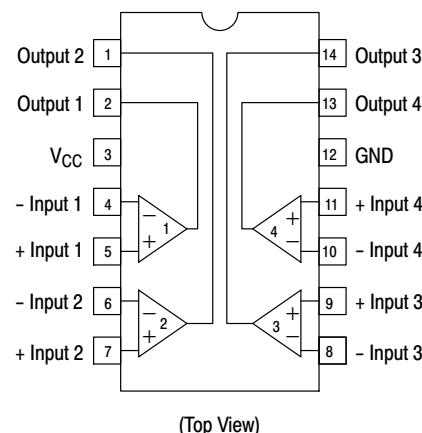 Output 2 1 14 Output 3
Output 1 2 13 Output 4
VCC 3 12 GND
– Input 1 4 – 1 + 11 + Input 4
+ Input 1 5 + 4 – 10 – Input 4
– Input 2 6 – 2 + 9 + Input 3
+ Input 2 7 + 3 – 8 – Input 3
(Top View)